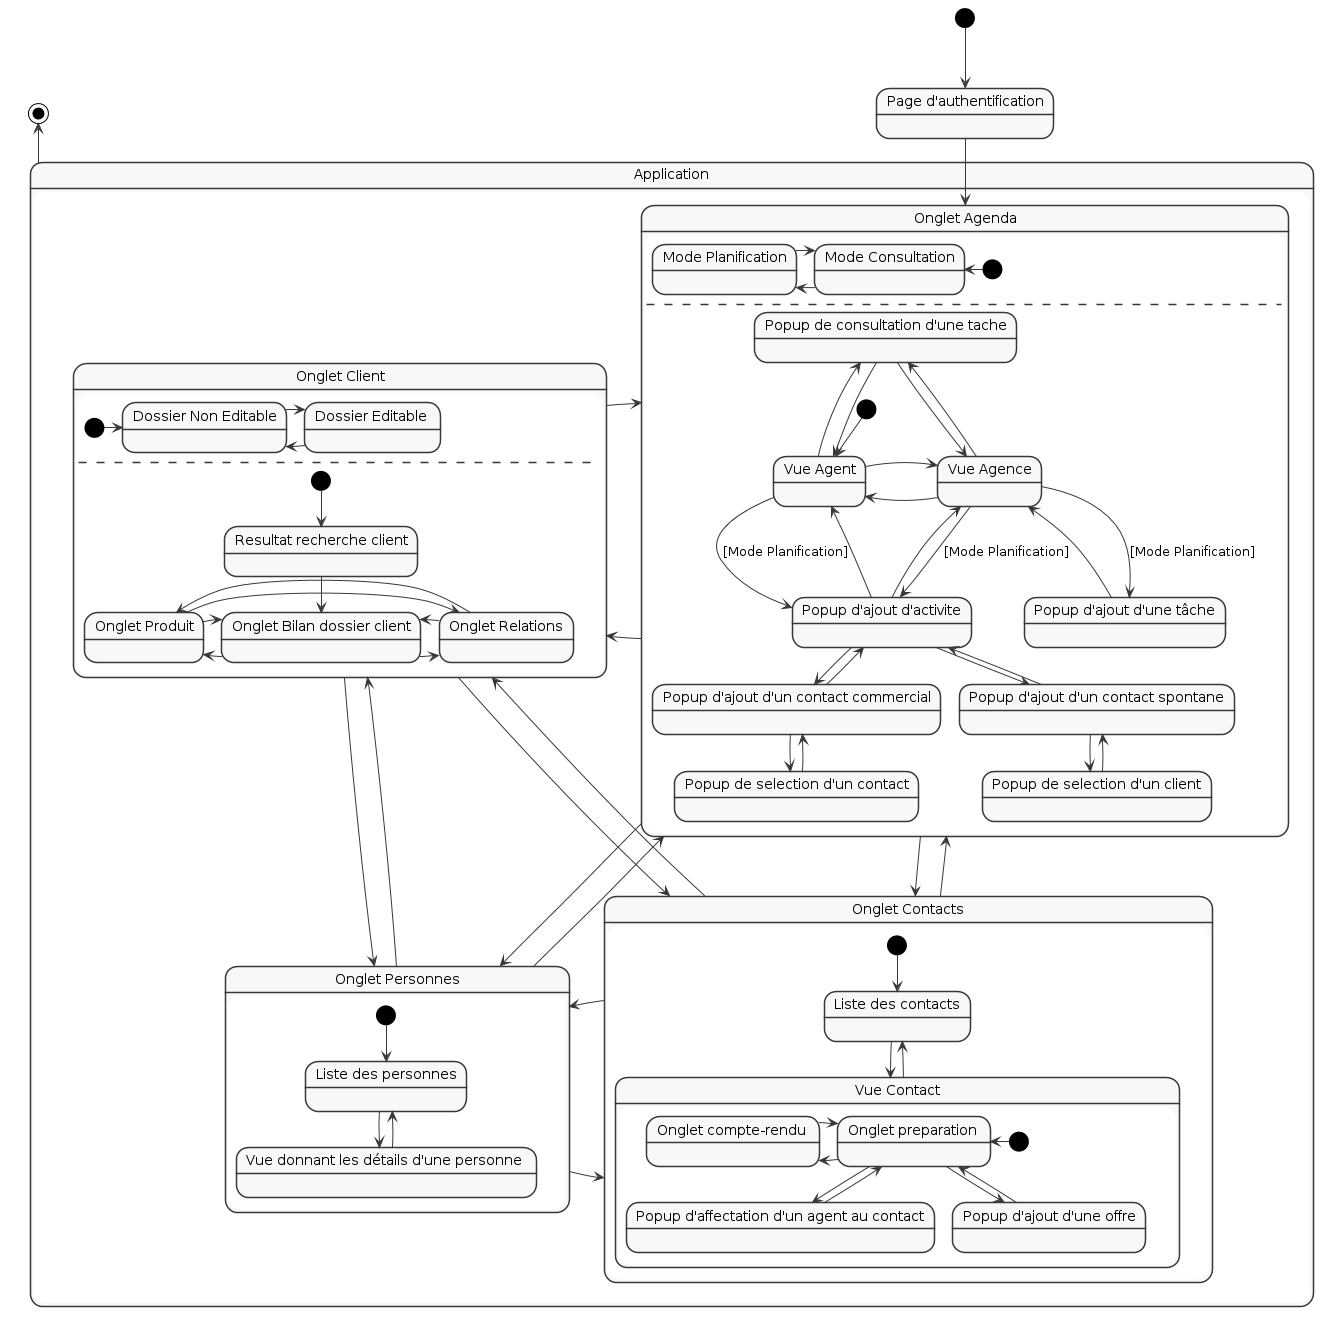 Page d'authentification
Application
Onglet Agenda
Mode Planification
Mode Consultation
Popup de consultation d'une tache
Onglet Client
Dossier Non Editable
Dossier Editable
Vue Agent
Vue Agence
Resultat recherche client
[Mode Planification]
[Mode Planification]
[Mode Planification]
Onglet Produit
Onglet Bilan dossier client
Onglet Relations
Popup d'ajout d'activite
Popup d'ajout d'une tâche
Popup d'ajout d'un contact commercial
Popup d'ajout d'un contact spontane
Popup de selection d'un contact
Popup de selection d'un client
Onglet Contacts
Onglet Personnes
Liste des contacts
Liste des personnes
Vue Contact
Onglet compte-rendu
Onglet preparation
Vue donnant les détails d'une personne
Popup d'affectation d'un agent au contact
Popup d'ajout d'une offre